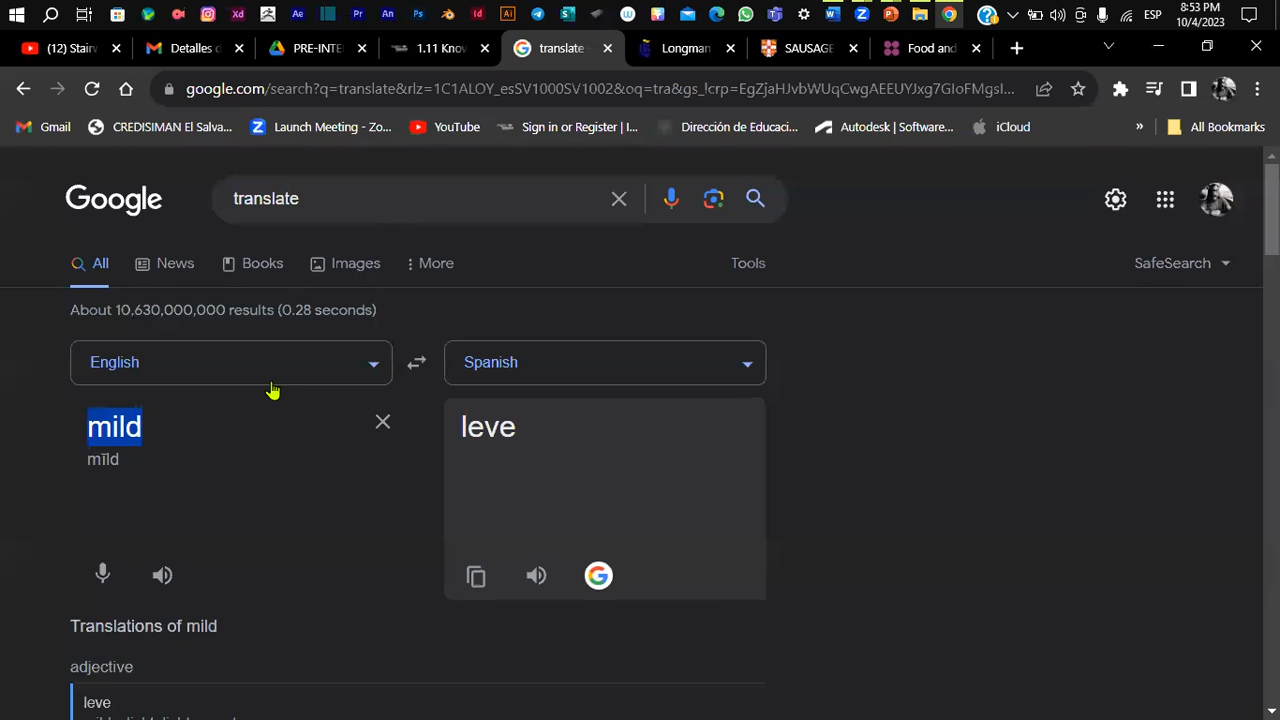 8:53 PM
ESP
10/4/2023
(12) Stairv
Detalles d
PRE-INTE
1.11 Kno
translate
Longman
SAUSAGE
Food and
google.com/search?q=translate&rlz=1C1ALOY_esSV1000SV1002&oq=tra&gs_lcrp=EgZjaHJvbWUqCwgAEEUYJxg7GIoFMgsI...
Gmail
CREDISIMAN El Salva...
Launch Meeting - Zo...
YouTube
Sign in or Register | I...
Dirección de Educaci...
Autodesk | Software...
iCloud
»
All Bookmarks
Google
translate
All
News
Books
Images
More
Tools
SafeSearch
About 10,630,000,000 results (0.28 seconds)
English
Spanish
mild
mīld
leve
Translations of mild
adjective
leve